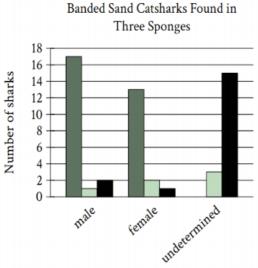 Banded Sand Catsharks Found in
Three Sponges
Number of sharks
18
16
14
12
10
8
6
4
2
0
male
female
undetermined